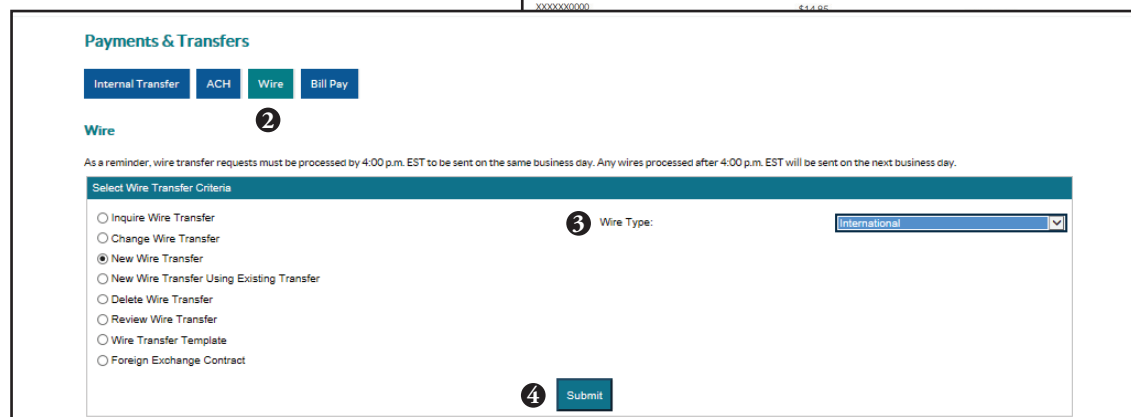 XXXXXX0000 $14.95
Payments & Transfers
Internal Transfer ACH Wire Bill Pay
❷
Wire
As a reminder, wire transfer requests must be processed by 4:00 p.m. EST to be sent on the same business day. Any wires processed after 4:00 p.m. EST will be sent on the next business day.
Select Wire Transfer Criteria
Inquire Wire Transfer
❸ Wire Type: International
Change Wire Transfer
New Wire Transfer
New Wire Transfer Using Existing Transfer
Delete Wire Transfer
Review Wire Transfer
Wire Transfer Template
Foreign Exchange Contract
❹ Submit